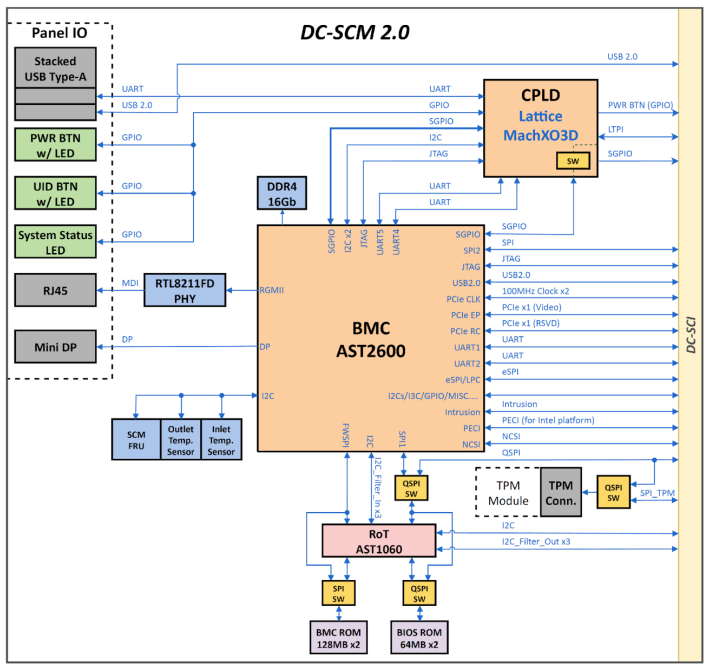 DC-SCM 2.0
Panel IO
Stacked
USB Type-A
UART
USB 2.0
PWR BTN
w/ LED
GPIO
UID BTN
w/ LED
GPIO
System Status
LED
GPIO
RJ45
MDI
RTL8211FD
PHY
Mini DP
DP
UART
GPIO
SGPIO
I2C
JTAG
UART
UART
CPLD
Lattice
MachXO3D
SW
USB 2.0
PWR BTN (GPIO)
LTPI
SGPIO
DDR4
16Gb
SGPIO
I2C x2
JTAG
UART5
UART4
RGMII
DP
I2C
BMC
AST2600
SGPIO
SPI2
JTAG
USB2.0
PCIe CLK
PCIe EP
PCIe RC
UART1
UART2
eSPI/LPC
I2Cs/I3C/GPIO/MISC....
Intrusion
PECI
NCSI
SGPIO
SPI
JTAG
USB2.0
100MHz Clock x2
PCIe x1 (Video)
PCIe x1 (RSVD)
UART
UART
eSPI
Intrusion
PECI (for Intel platform)
NCSI
QSPI
DC-SCI
SCM
FRU
Outlet
Temp.
Sensor
Inlet
Temp.
Sensor
FWSPI
I2C
SPI1
I2C_Filter_In x3
QSPI
SW
TPM
Module
TPM
Conn.
QSPI
SW
SPI_TPM
RoT
AST1060
I2C
I2C_Filter_Out x3
SPI
SW
QSPI
SW
BMC ROM
128MB x2
BIOS ROM
64MB x2